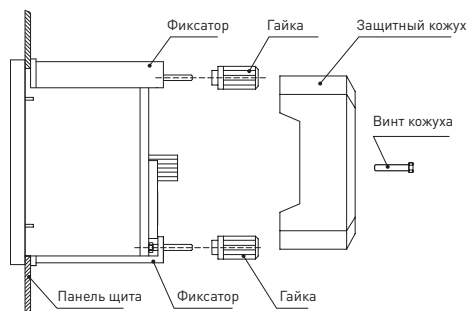 Фиксатор
Гайка
Защитный кожух
Винт кожуха
Панель щита
Фиксатор
Гайка